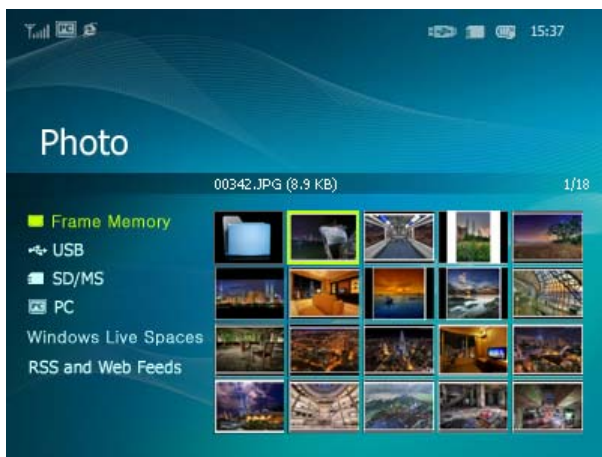 PC
15:37
Photo
00342.JPG (8.9 KB)
1/18
Frame Memory
USB
SD/MS
PC
Windows Live Spaces
RSS and Web Feeds